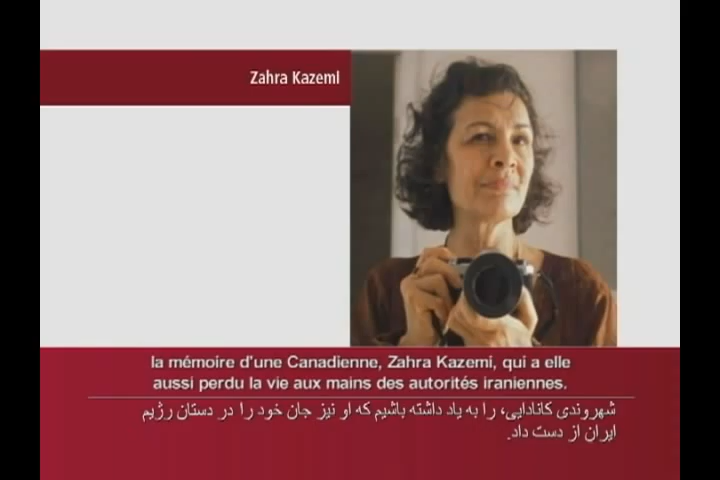 Zahra Kazemi
la mémoire d'une Canadienne, Zahra Kazemi, qui a elle
aussi perdu la vie aux mains des autorités iraniennes.
شهروندی کانادایی، را به یاد داشته باشیم که او نیز جان خود را در دستان رژیم
ایران از دست داد.